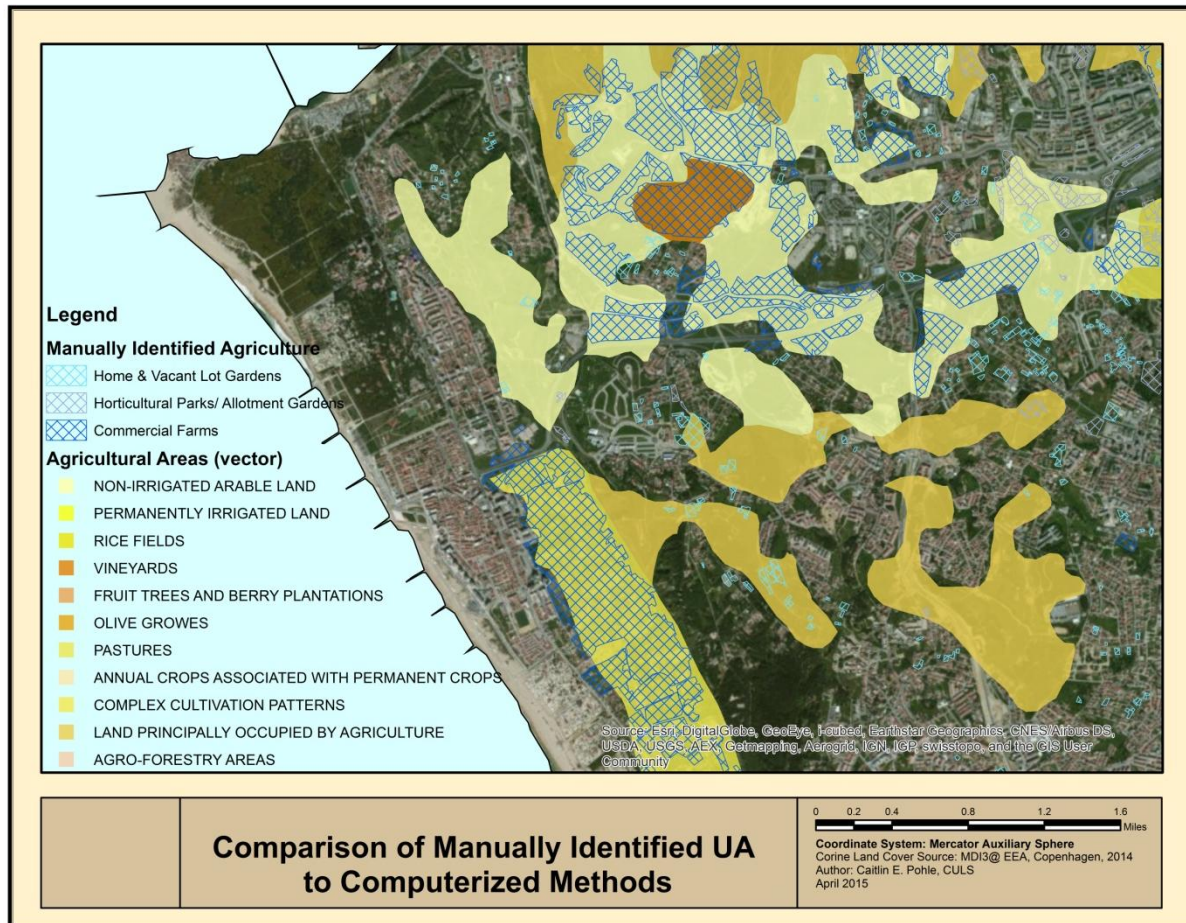 Legend
Manually Identified Agriculture
Home & Vacant Lot Gardens
Horticultural Parks/ Allotment Gardens
Commercial Farms
Agricultural Areas (vector)
NON-IRRIGATED ARABLE LAND
PERMANENTLY IRRIGATED LAND
RICE FIELDS
VINEYARDS
FRUIT TREES AND BERRY PLANTATIONS
OLIVE GROWES
PASTURES
ANNUAL CROPS ASSOCIATED WITH PERMANENT CROPS
COMPLEX CULTIVATION PATTERNS
LAND PRINCIPALLY OCCUPIED BY AGRICULTURE
AGRO-FORESTRY AREAS
Source: Esri, DigitalGlobe, GeoEye, i-cubed, Earthstar Geographics, CNES/Airbus DS,
USDA, USGS, AEX, Getmapping, Aerogrid, IGN, IGP, swisstopo, and the GIS User
Community
Comparison of Manually Identified UA
to Computerized Methods
0 0.2 0.4 0.8 1.2 1.6
Miles
Coordinate System: Mercator Auxiliary Sphere
Corine Land Cover Source: MDI3@ EEA, Copenhagen, 2014
Author: Caitlin E. Pohle, CULS
April 2015